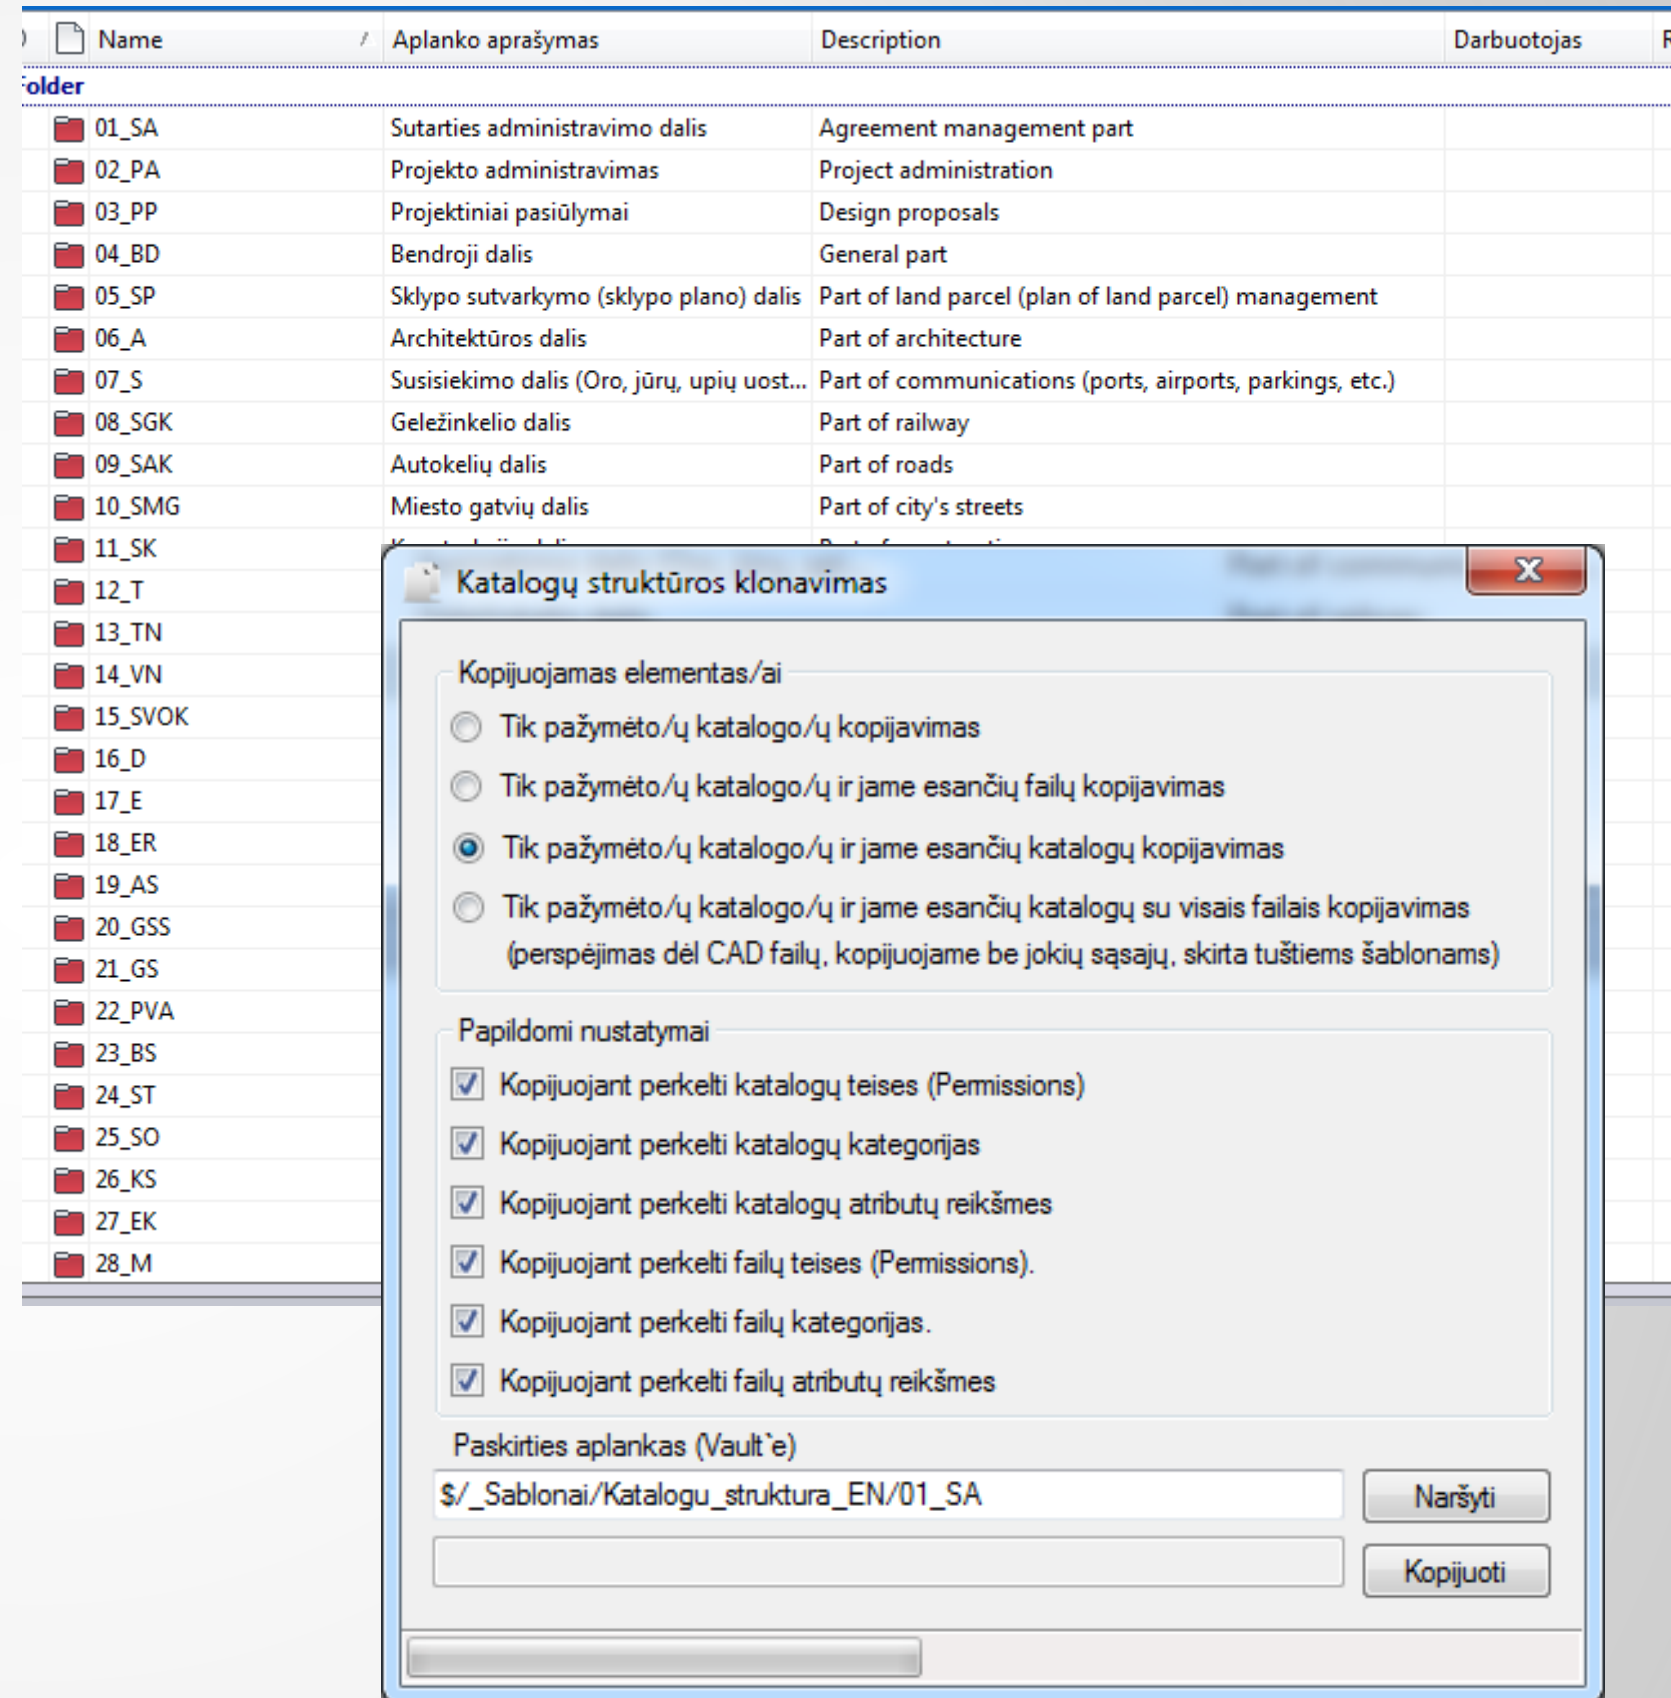 Name Aplanko aprašymas Description Darbuotojas
older
01_SA Sutarties administravimo dalis Agreement management part
02_PA Projekto administravimas Project administration
03_PP Projektiniai pasiūlymai Design proposals
04_BD Bendroji dalis General part
05_SP Sklypo sutvarkymo (sklypo plano) dalis Part of land parcel (plan of land parcel) management
06_A Architektūros dalis Part of architecture
07_S Susisiekimo dalis (Oro, jūrų, upių uost... Part of communications (ports, airports, parkings, etc.)
08_SGK Geležinkelio dalis Part of railway
09_SAK Autokelių dalis Part of roads
10_SMG Miesto gatvių dalis Part of city's streets
11_SK
12_T
13_TN
14_VN
15_SVOK
16_D
17_E
18_ER
19_AS
20_GSS
21_GS
22_PVA
23_BS
24_ST
25_SO
26_KS
27_EK
28_M
Katalogų struktūros klonavimas
Kopijuojamas elementas/ai
Tik pažymėto/ų katalogo/ų kopijavimas
Tik pažymėto/ų katalogo/ų ir jame esančių failų kopijavimas
Tik pažymėto/ų katalogo/ų ir jame esančių katalogų kopijavimas
Tik pažymėto/ų katalogo/ų ir jame esančių katalogų su visais failais kopijavimas
(perspėjimas dėl CAD failų, kopijuojame be jokių sąsajų, skirta tuštiems šablonams)
Papildomi nustatymai
Kopijuojant perkelti katalogų teises (Permissions)
Kopijuojant perkelti katalogų kategorijas
Kopijuojant perkelti katalogų atributų reikšmes
Kopijuojant perkelti failų teises (Permissions).
Kopijuojant perkelti failų kategorijas.
Kopijuojant perkelti failų atributų reikšmes
Paskirties aplankas (Vault`e)
$/_Sablonai/Katalogu_struktura_EN/01_SA
Naršyti
Kopijuoti